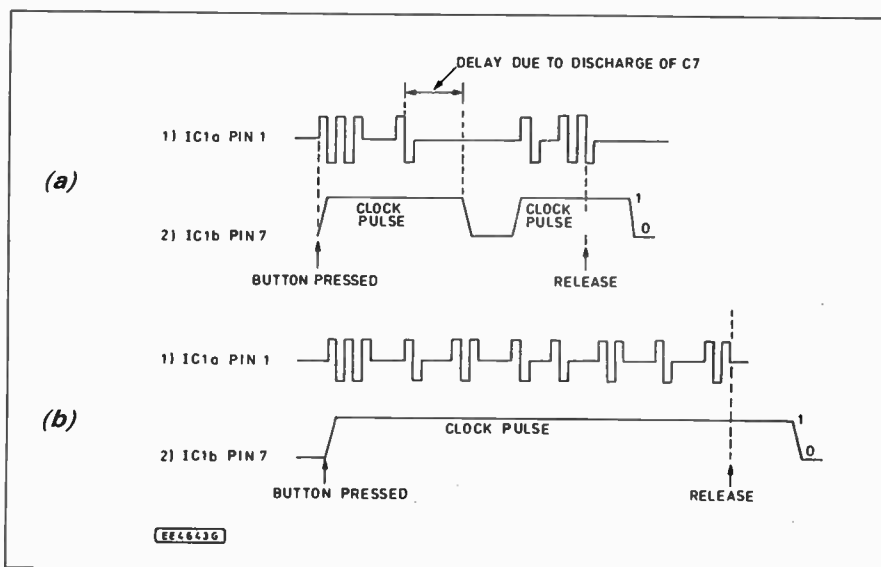 DELAY DUE TO DISCHARGE OF C7
1) IC1a PIN 1
(a)
CLOCK PULSE
CLOCK PULSE
1
2) IC1b PIN 7
0
BUTTON PRESSED
RELEASE
1) IC1a PIN 1
(b)
1
CLOCK PULSE
2) IC1b PIN 7
0
BUTTON PRESSED
RELEASE
EE4643G